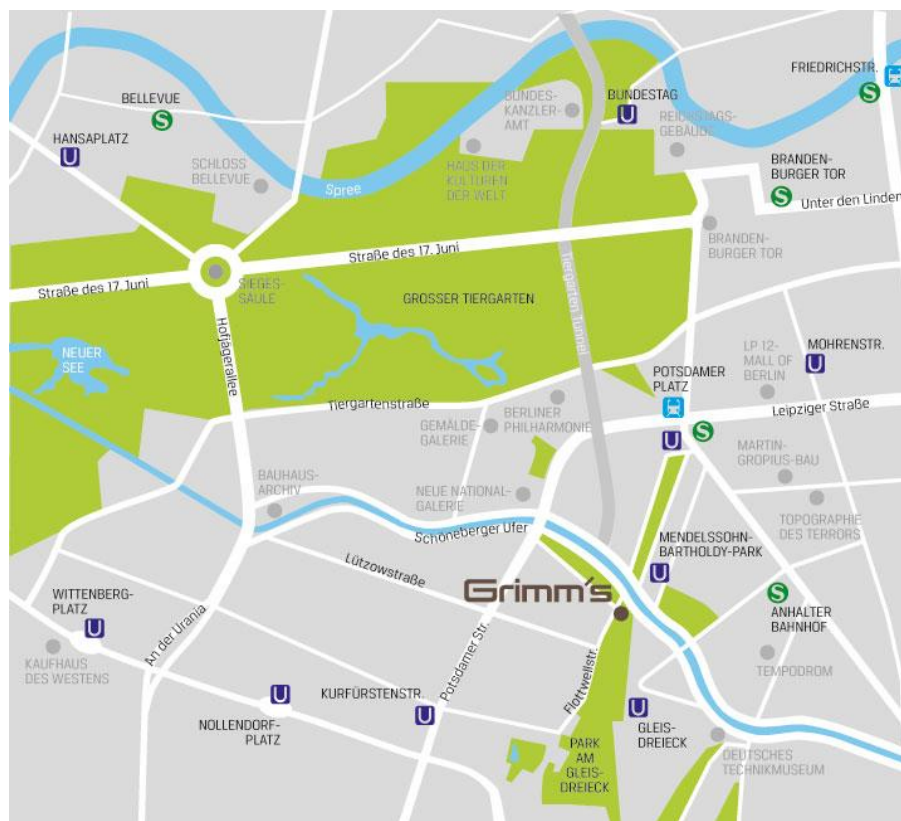 FRIEDRICHSTR.
BELLEVUE
BUNDES-
KANZLER-
AMT
BUNDESTAG
REICHSTAGS-
GEBÄUDE
HANSAPLATZ
SCHLOSS
BELLEVUE
Spree
HAUS DER
KULTUREN
DER WELT
BRANDEN-
BURGER TOR
Unter den Linden
BRANDEN-
BURGER TOR
Straße des 17. Juni
Straße des 17. Juni
SIEGES-
SÄULE
GROSSER TIERGARTEN
Tiergarten Tunnel
Hofjagerallee
NEUER
SEE
LP 12-
MALL OF
BERLIN
MOHRENSTR.
POTSDAMER
PLATZ
Tiergartenstraße
GEMÄLDE-
GALERIE
BERLINER
PHILHARMONIE
Leipziger Straße
MARTIN-
GROPIUS-BAU
BAUHAUS-
ARCHIV
NEUE NATIONAL-
GALERIE
TOPOGRAPHIE
DES TERRORS
Schöneberger Ufer
MENDELSSOHN-
BARTHOLDY-PARK
Lützowstraße
Grimm's
WITTENBERG-
PLATZ
ANHALTER
BAHNHOF
An der Urania
Potsdamer Str.
KAUFHAUS
DES WESTENS
TEMPODROM
Flottwellstr.
KURFÜRSTENSTR.
NOLLENDORF-
PLATZ
GLEIS-
DREIECK
PARK
AM
GLEIS-
DREIECK
DEUTSCHES
TECHNIKMUSEUM
S
U
U
S
S
U
U
S
U
S
U
U
U
U